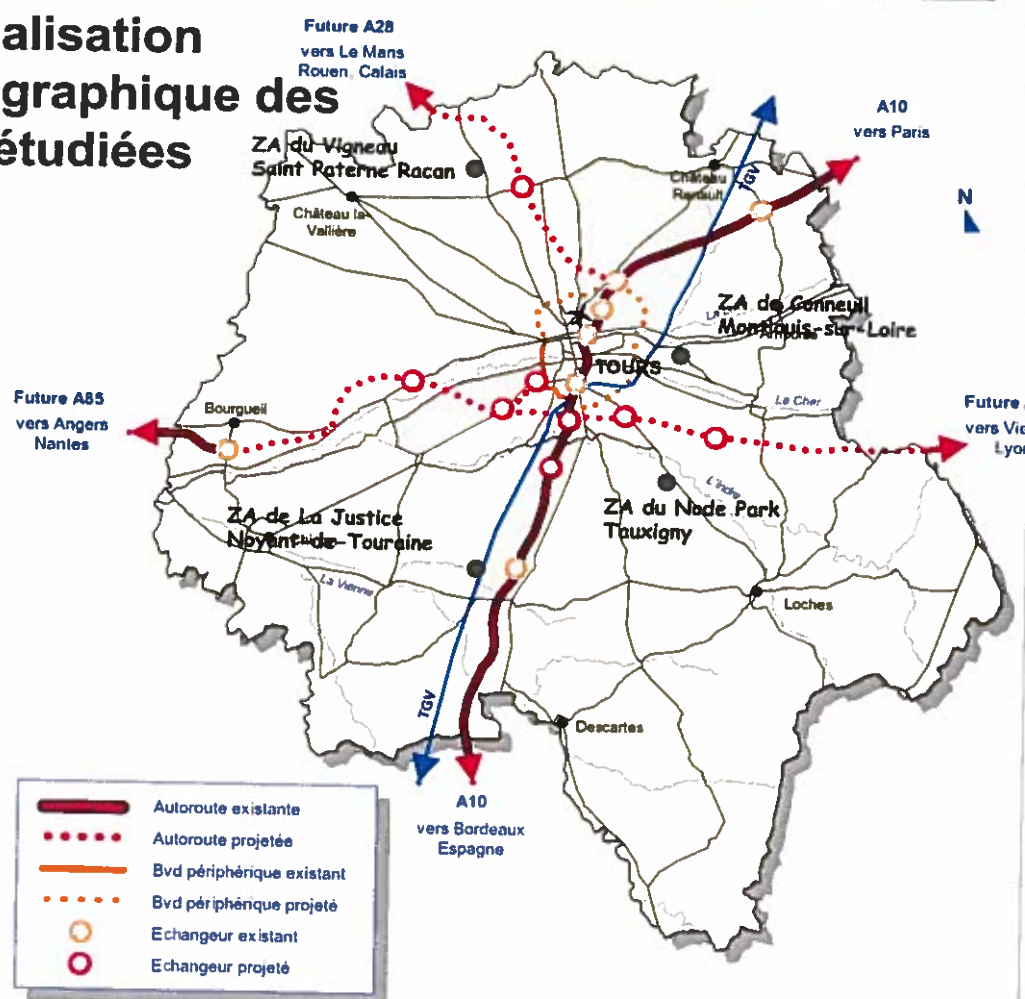 alisation
graphique des
étudiées
Future A28
vers Le Mans
Rouen, Calais
A10
vers Paris
N
ZA du Vigneau
Saint Paterne Racan
Château
Renault
TGV
Château la-
Vallière
ZA de Conneuil
Montlouis-sur-Loire
TOURS
Le Cher
Future A85
vers Angers
Nantes
Bourgueil
Future
vers Vie
Lyon
L'Indre
ZA de La Justice
Noyant-de-Touraine
ZA du Node Park
Tauxigny
La Vienne
Loches
TGV
Descartes
A10
vers Bordeaux
Espagne
Autoroute existante
Autoroute projetée
Bvd périphérique existant
Bvd périphérique projeté
Echangeur existant
Echangeur projeté